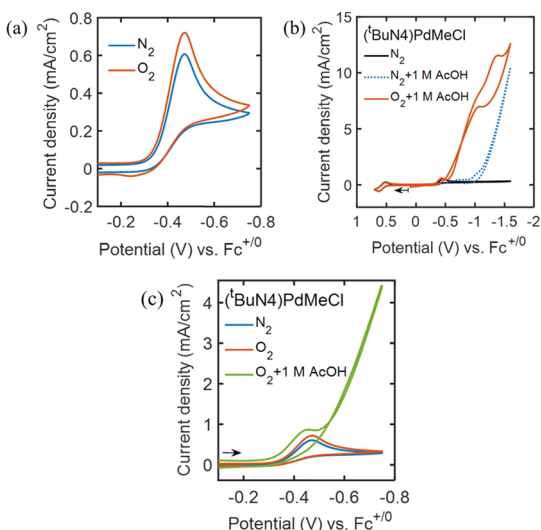 (a)
N₂
O₂
0.8
0.6
0.4
0.2
0
0.2
-0.2 -0.4 -0.6 -0.8
Current density (mA/cm²)
Potential (V) vs. Fc⁺ᐟ⁰
(b)
(ᵗBuN4)PdMeCl
N₂
N₂+1 M AcOH
O₂+1 M AcOH
15
10
5
0
1 0.5 0 -0.5 -1 -1.5 -2
Current density (mA/cm²)
Potential (V) vs. Fc⁺ᐟ⁰
(c)
(ᵗBuN4)PdMeCl
N₂
O₂
O₂+1 M AcOH
4
3
2
1
0
-0.2 -0.4 -0.6 -0.8
Current density (mA/cm²)
Potential (V) vs. Fc⁺ᐟ⁰